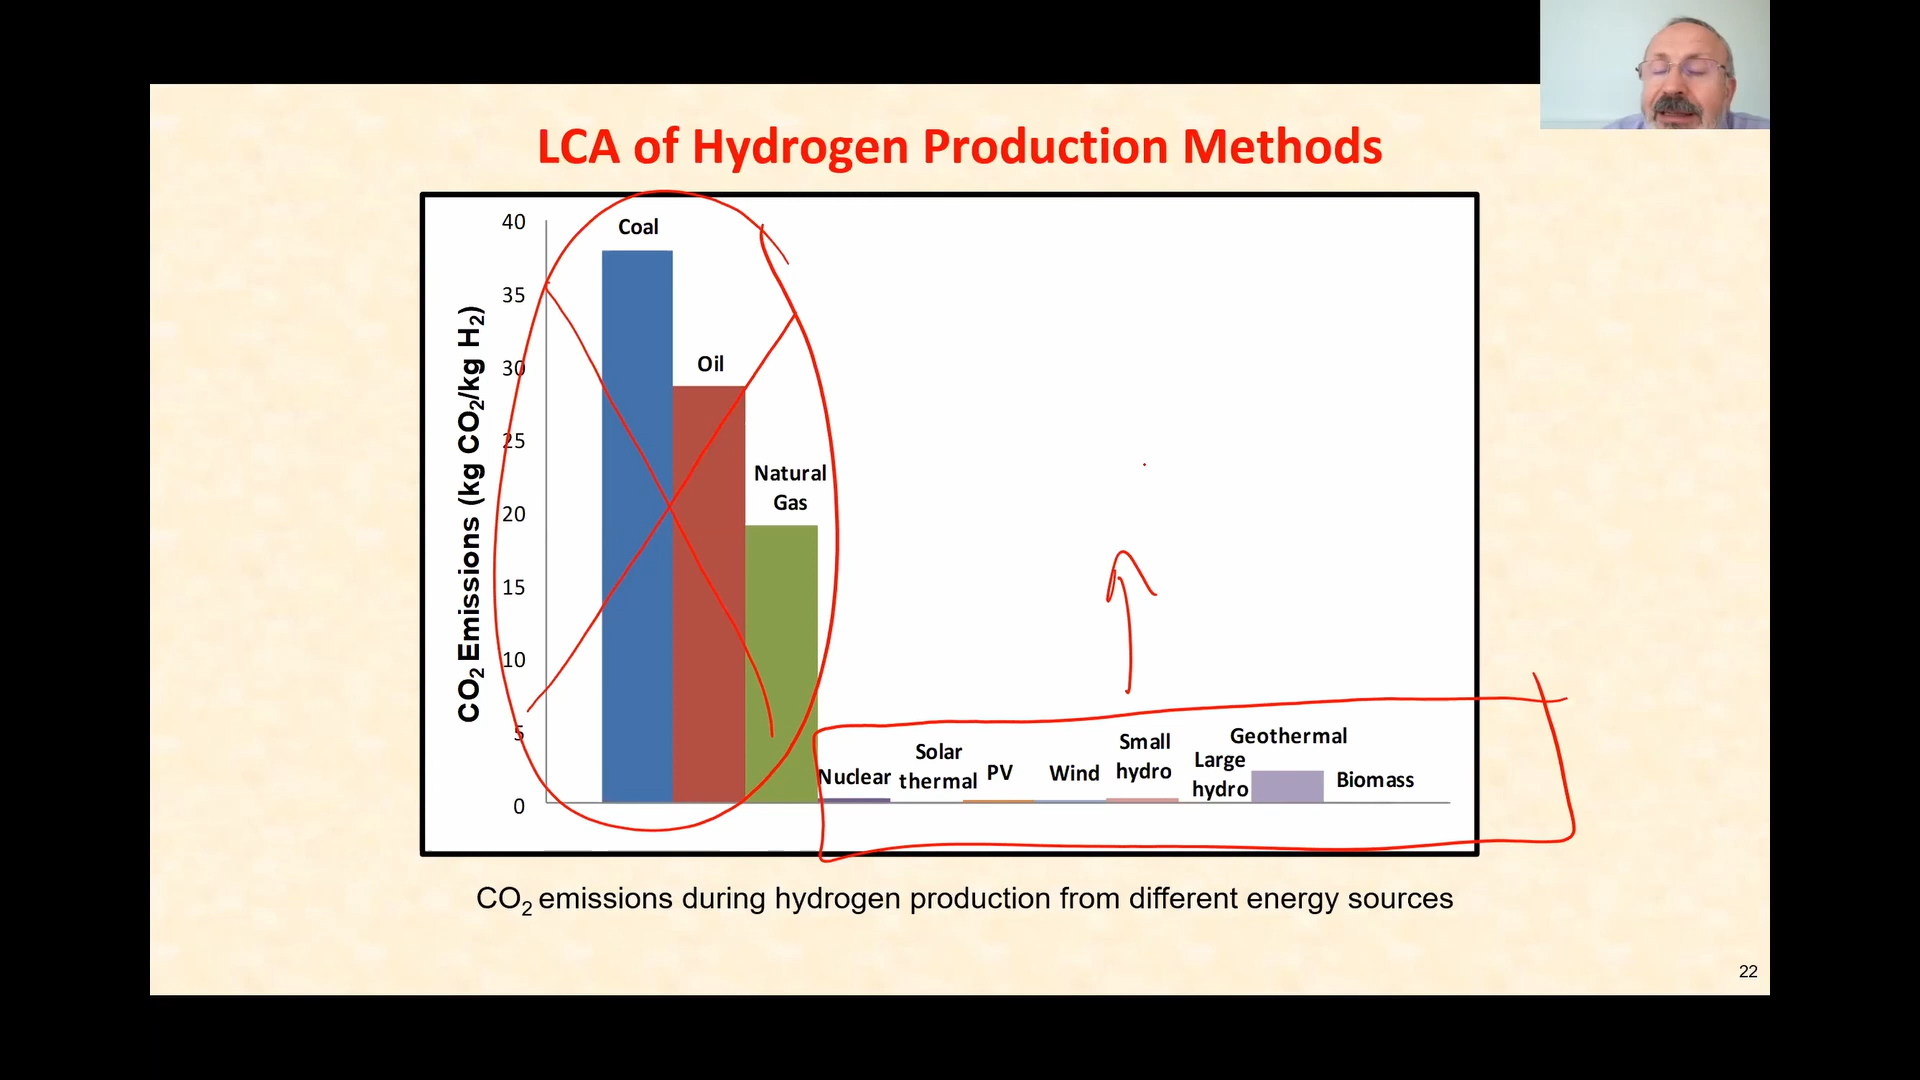 LCA of Hydrogen Production Methods
CO₂ Emissions (kg CO₂/kg H₂)
40
35
30
25
20
15
10
5
0
Coal
Oil
Natural
Gas
Nuclear
Solar
thermal
PV
Wind
Small
hydro
Large
hydro
Geothermal
Biomass
CO₂ emissions during hydrogen production from different energy sources
22